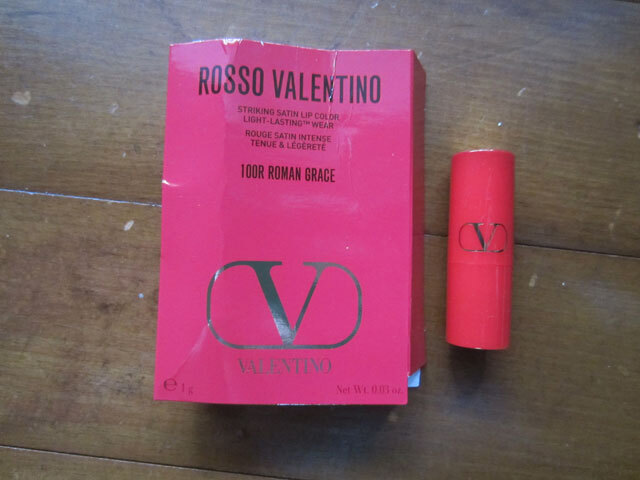 ROSSO VALENTINO
STRIKING SATIN LIP COLOR
LIGHT-LASTING™ WEAR
ROUGE SATIN INTENSE
TENUE & LÉGÈRETÉ
100R ROMAN GRACE
V
VALENTINO
℮ 1 g
Net Wt. 0.03 oz.
V